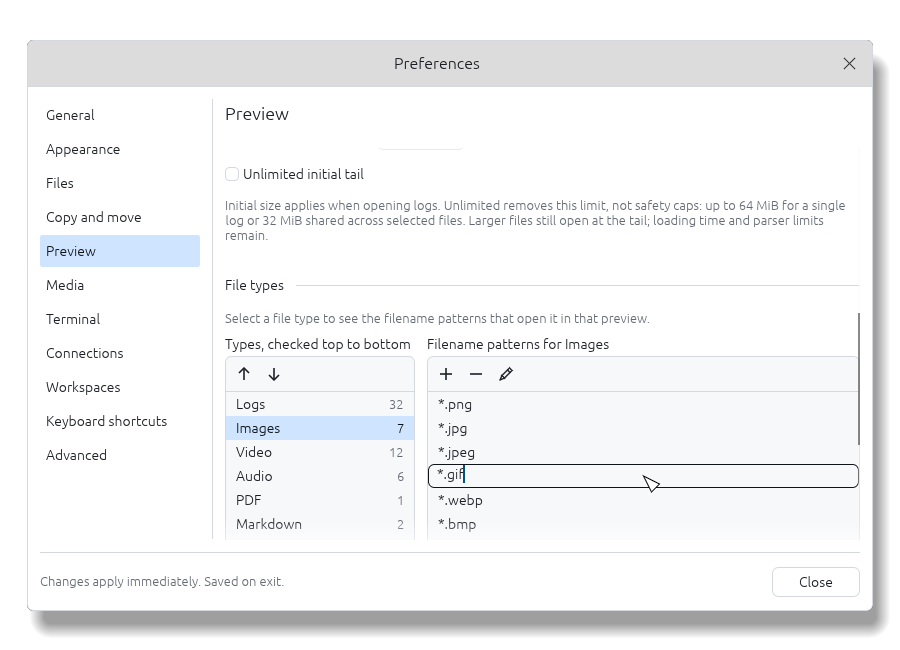 Preferences
General
Appearance
Files
Copy and move
Preview
Media
Terminal
Connections
Workspaces
Keyboard shortcuts
Advanced
Preview
Unlimited initial tail
Initial size applies when opening logs. Unlimited removes this limit, not safety caps: up to 64 MiB for a single
log or 32 MiB shared across selected files. Larger files still open at the tail; loading time and parser limits
remain.
File types
Select a file type to see the filename patterns that open it in that preview.
Types, checked top to bottom
Logs 32
Images 7
Video 12
Audio 6
PDF 1
Markdown 2
Filename patterns for Images
*.png
*.jpg
*.jpeg
*.gif
*.webp
*.bmp
Changes apply immediately. Saved on exit.
Close